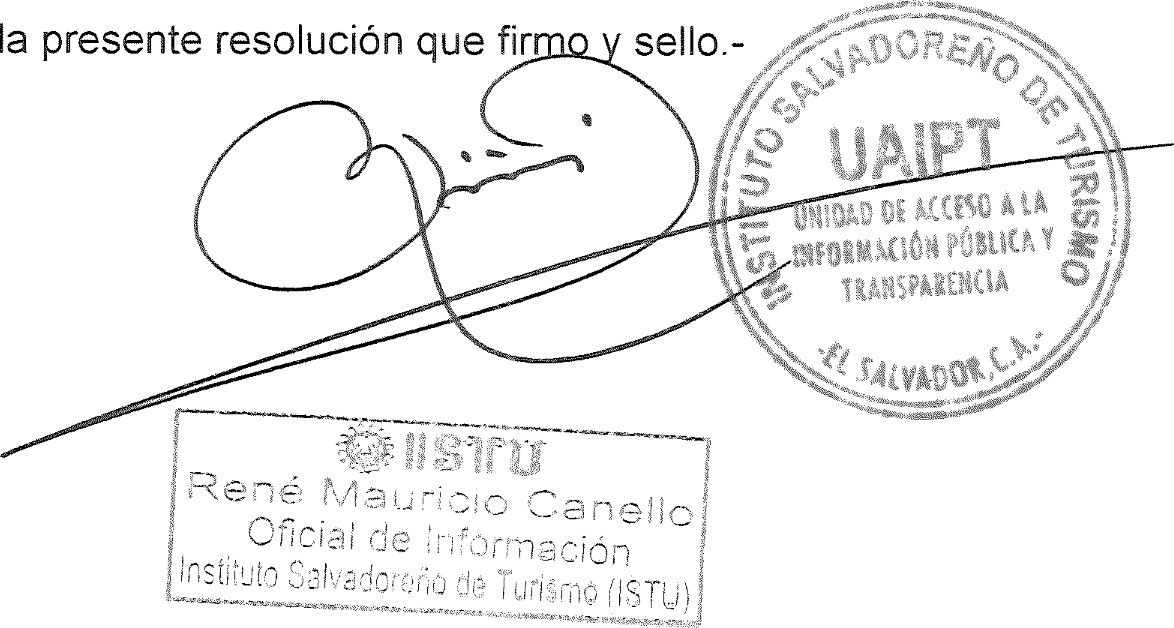 la presente resolución que firmo y sello.-
INSTITUTO SALVADOREÑO DE TURISMO
UAIPT
UNIDAD DE ACCESO A LA
INFORMACIÓN PÚBLICA Y
TRANSPARENCIA
-EL SALVADOR, C.A.-
ISTU
René Mauricio Canello
Oficial de Información
Instituto Salvadoreño de Turismo (ISTU)